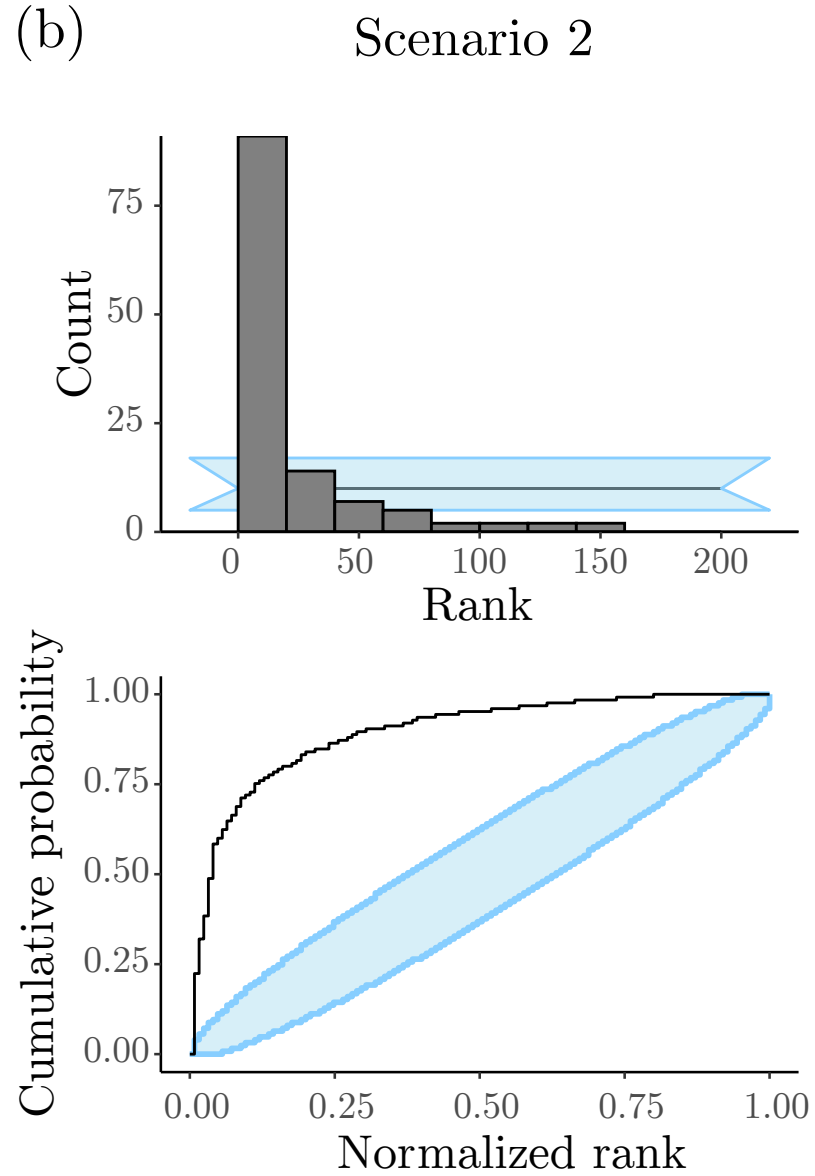 (b)
Scenario 2
75
50
25
0
Count
0 50 100 150 200
Rank
1.00
0.75
0.50
0.25
0.00
Cumulative probability
0.00 0.25 0.50 0.75 1.00
Normalized rank